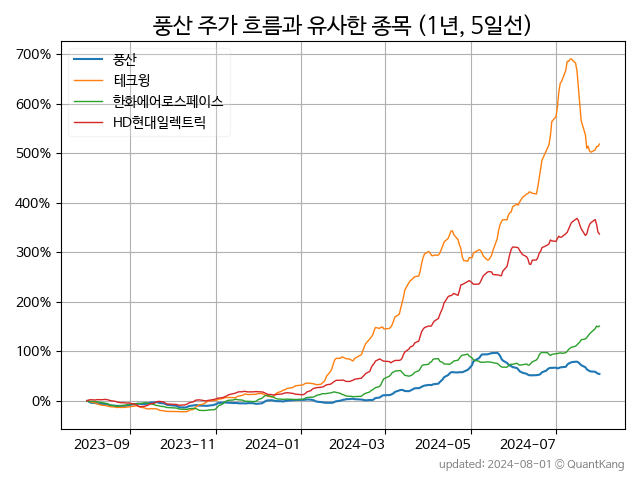 풍산 주가 흐름과 유사한 종목 (1년, 5일선)
700%
600%
500%
400%
300%
200%
100%
0%
풍산
테크윙
한화에어로스페이스
HD현대일렉트릭
2023-09 2023-11 2024-01 2024-03 2024-05 2024-07
updated: 2024-08-01 © QuantKang